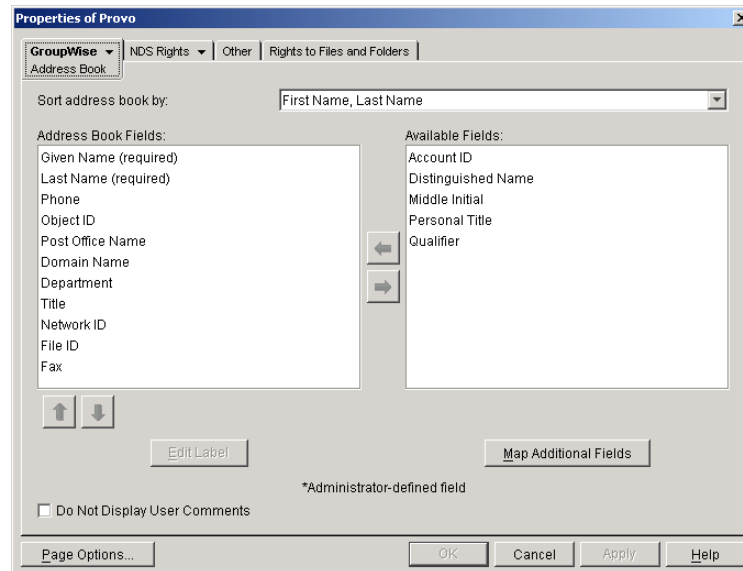 Properties of Provo
GroupWise
NDS Rights
Other
Rights to Files and Folders
Address Book
Sort address book by:
First Name, Last Name
Address Book Fields:
Given Name (required)
Last Name (required)
Phone
Object ID
Post Office Name
Domain Name
Department
Title
Network ID
File ID
Fax
Available Fields:
Account ID
Distinguished Name
Middle Initial
Personal Title
Qualifier
Edit Label
Map Additional Fields
*Administrator-defined field
Do Not Display User Comments
Page Options...
OK
Cancel
Apply
Help